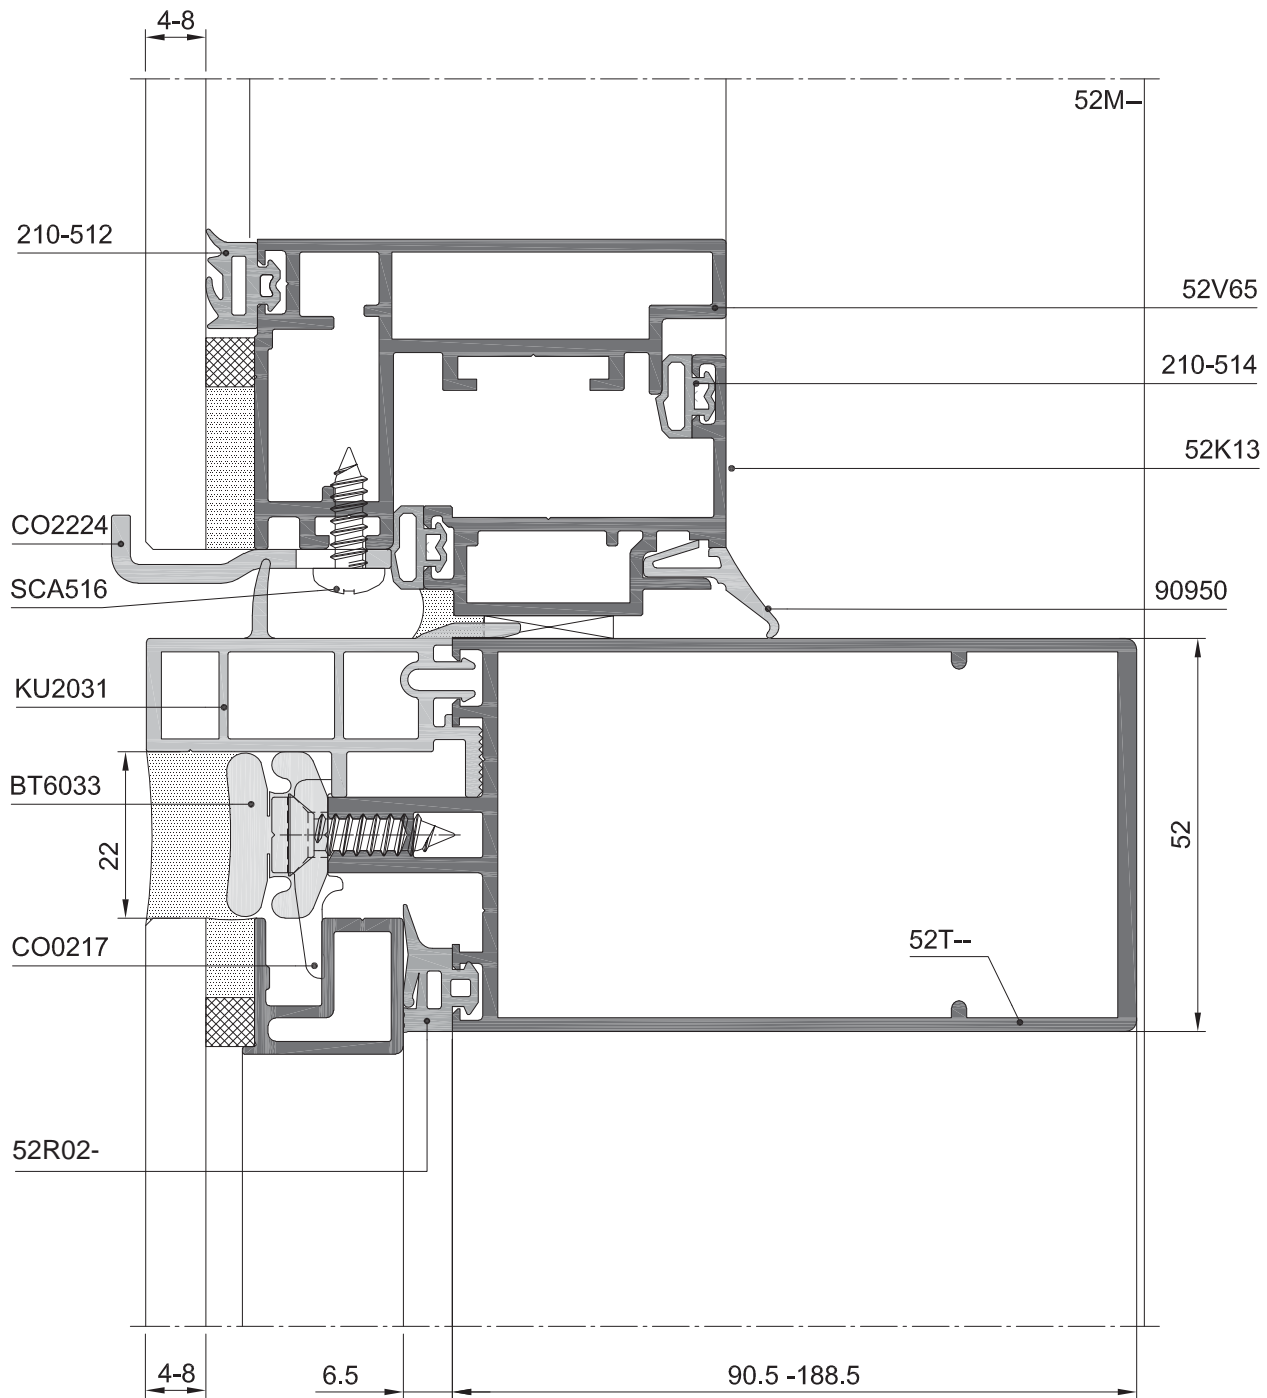 4-8
52M–
210-512
52V65
210-514
52K13
CO2224
SCA516
90950
KU2031
BT6033
22
52
CO0217
52T--
52R02-
4-8
6.5
90.5 -188.5